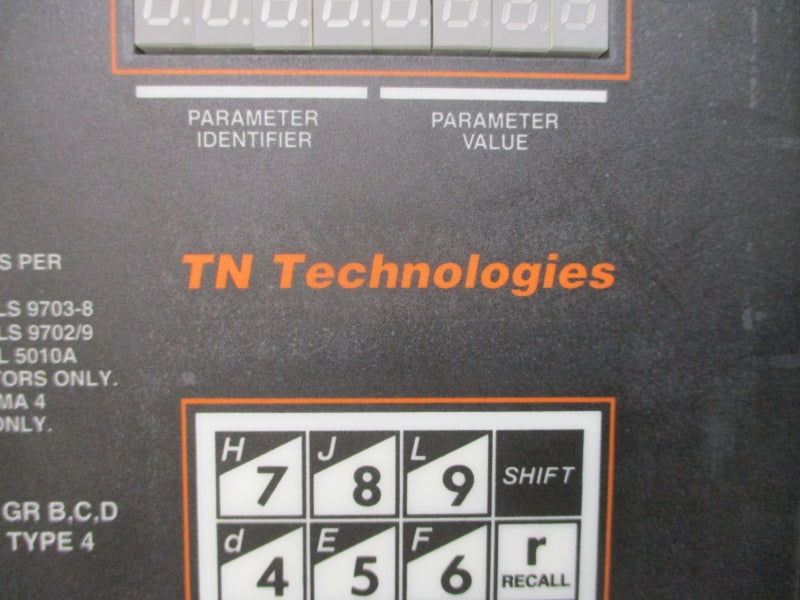 PARAMETER
IDENTIFIER
PARAMETER
VALUE
S PER
LS 9703-8
LS 9702/9
L 5010A
TORS ONLY.
MA 4
ONLY.
GR B,C,D
TYPE 4
TN Technologies
H 7
J 8
L 9
SHIFT
d 4
E 5
F 6
r
RECALL